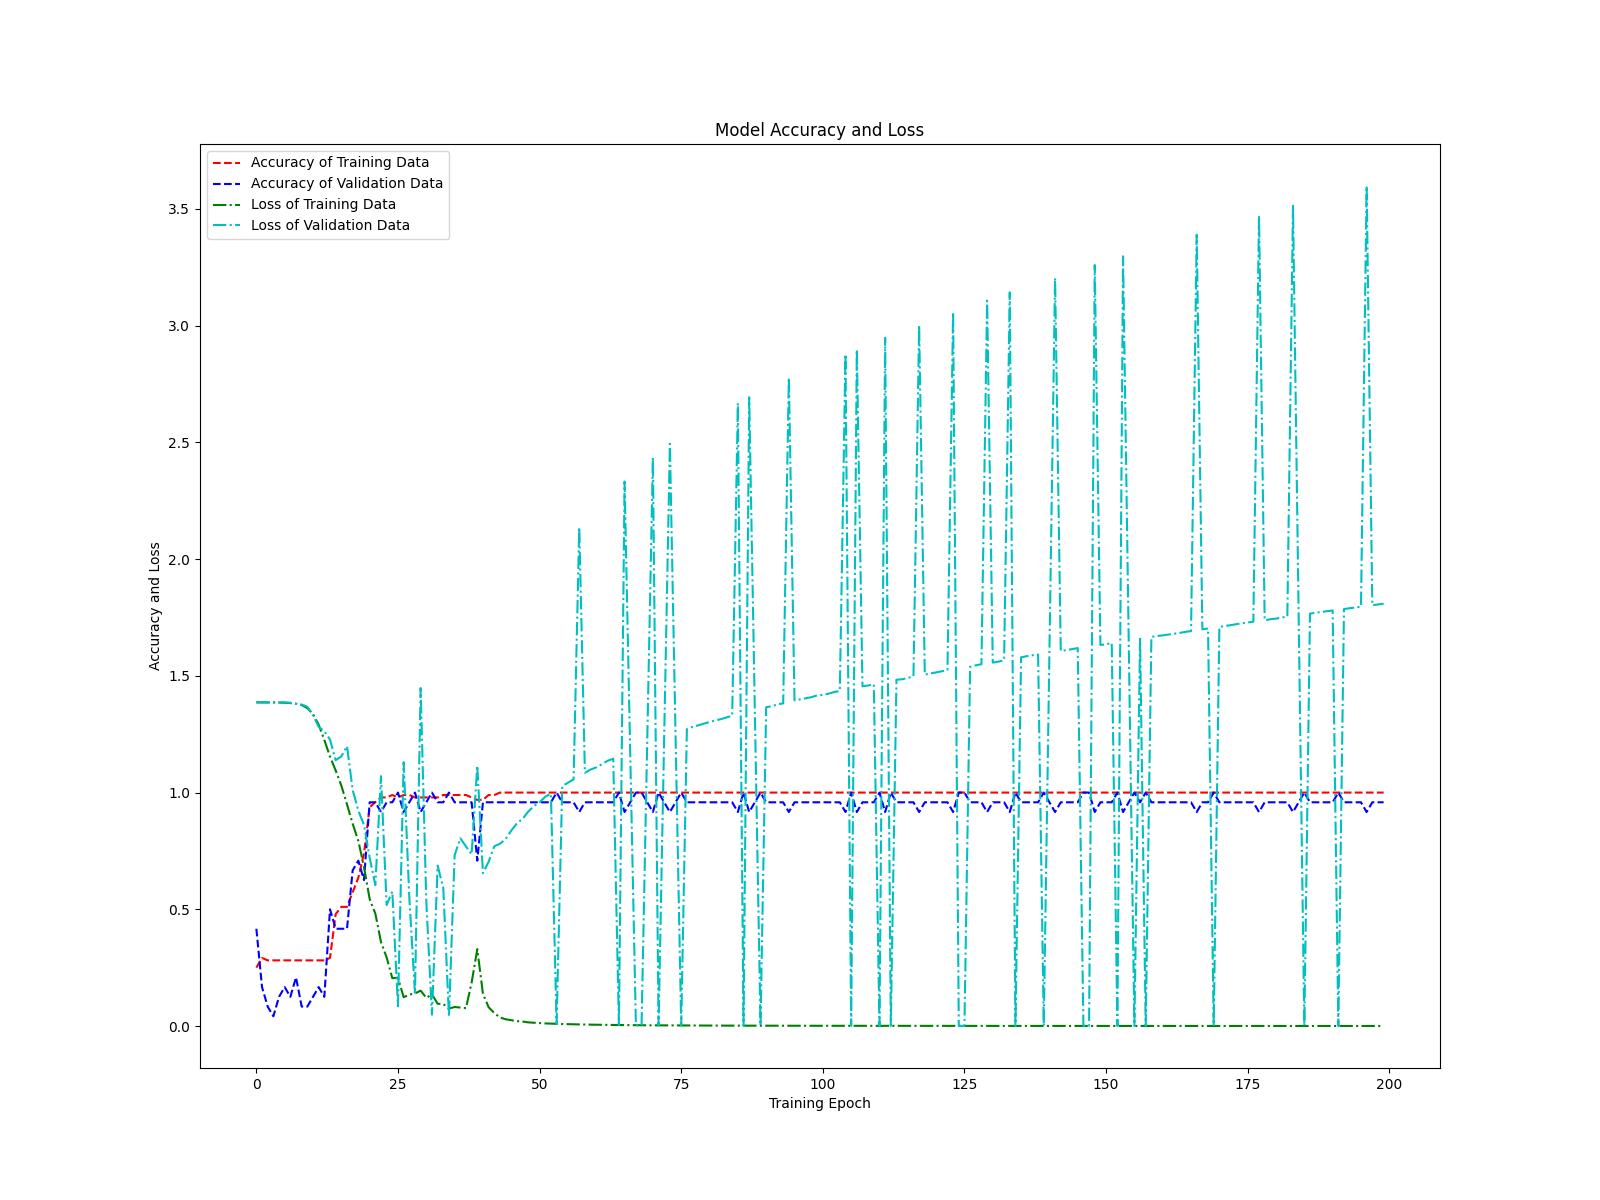 Model Accuracy and Loss
Accuracy of Training Data
Accuracy of Validation Data
Loss of Training Data
Loss of Validation Data
3.5
3.0
2.5
2.0
1.5
1.0
0.5
0.0
Accuracy and Loss
0 25 50 75 100 125 150 175 200
Training Epoch